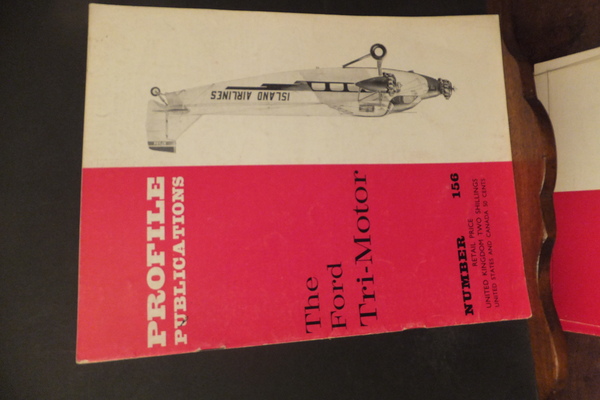 ISLAND AIRLINES
PROFILE
PUBLICATIONS
The
Ford
Tri-Motor
NUMBER 156
RETAIL PRICE
UNITED KINGDOM TWO SHILLINGS
UNITED STATES AND CANADA 50 CENTS